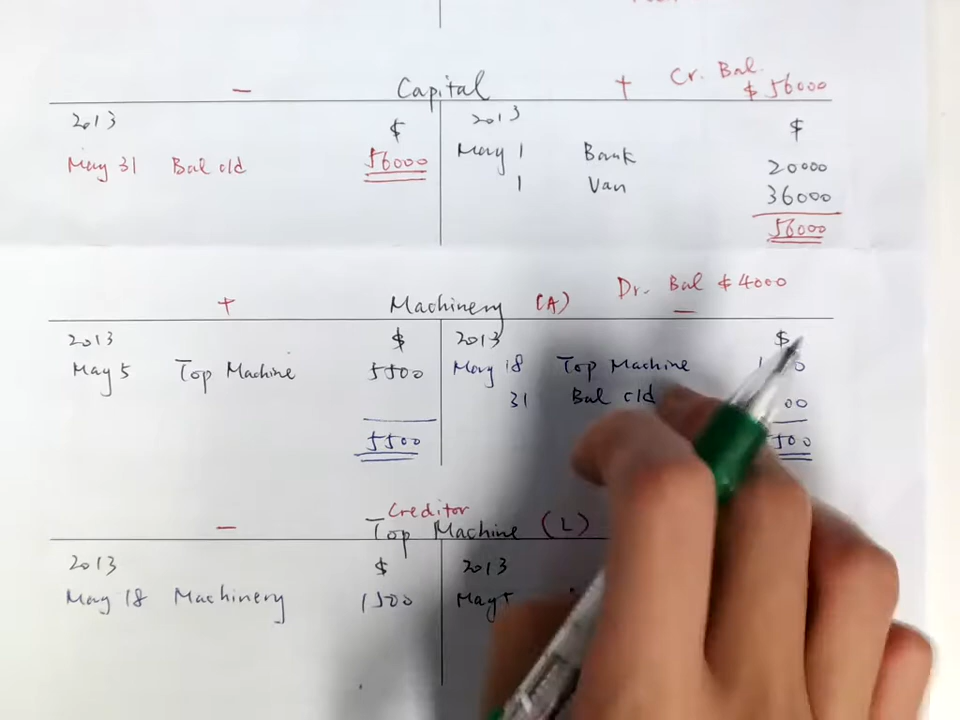 Cr. Bal.
− Capital + $ 56000
2013 $ 2013 $
May 31 Bal c/d 56000 May 1 Bank 20000
1 Van 36000
56000
Dr. Bal $ 4000
+ Machinery (A) −
2013 $ 2013 $
May 5 Top Machine 5500 May 18 Top Machine
31 Bal c/d
5500
Creditor
− Top Machine (L)
2013 $ 2013
May 18 Machinery 1500 May 5